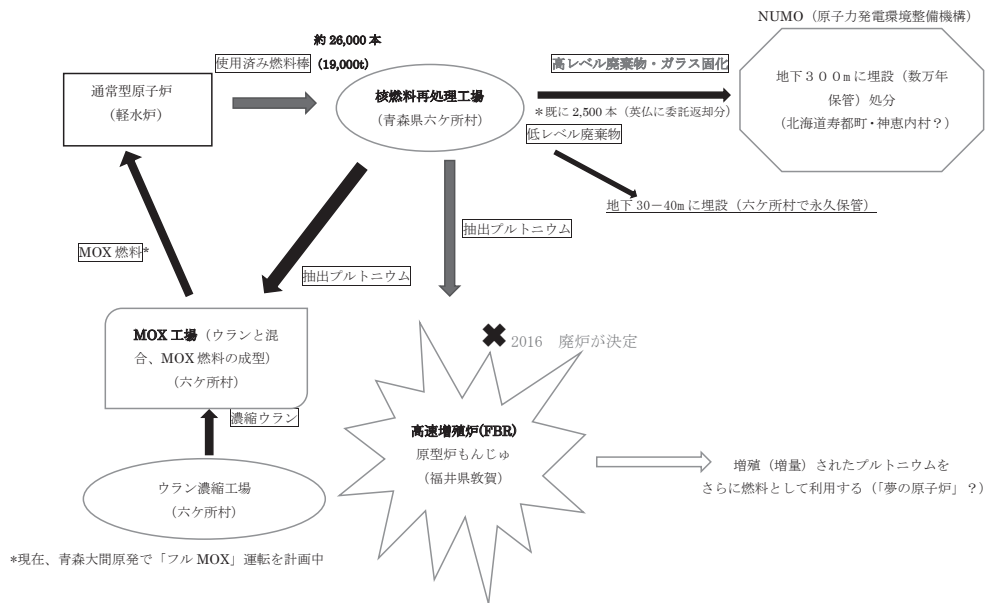 NUMO（原子力発電環境整備機構）
約 26,000 本
使用済み燃料棒
（19,000t）
高レベル廃棄物・ガラス固化
通常型原子炉
（軽水炉）
核燃料再処理工場
（青森県六ケ所村）
＊既に 2,500 本（英仏に委託返却分）
地下３００ｍに埋設（数万年
保管）処分
（北海道寿都町・神恵内村？）
低レベル廃棄物
地下 30－40m に埋設（六ケ所村で永久保管）
抽出プルトニウム
MOX 燃料*
抽出プルトニウム
MOX 工場（ウランと混
合、MOX 燃料の成型）
（六ケ所村）
2016　廃炉が決定
濃縮ウラン
高速増殖炉(FBR)
原型炉もんじゅ
（福井県敦賀）
増殖（増量）されたプルトニウムを
さらに燃料として利用する（「夢の原子炉」？）
ウラン濃縮工場
（六ケ所村）
*現在、青森大間原発で「フル MOX」運転を計画中